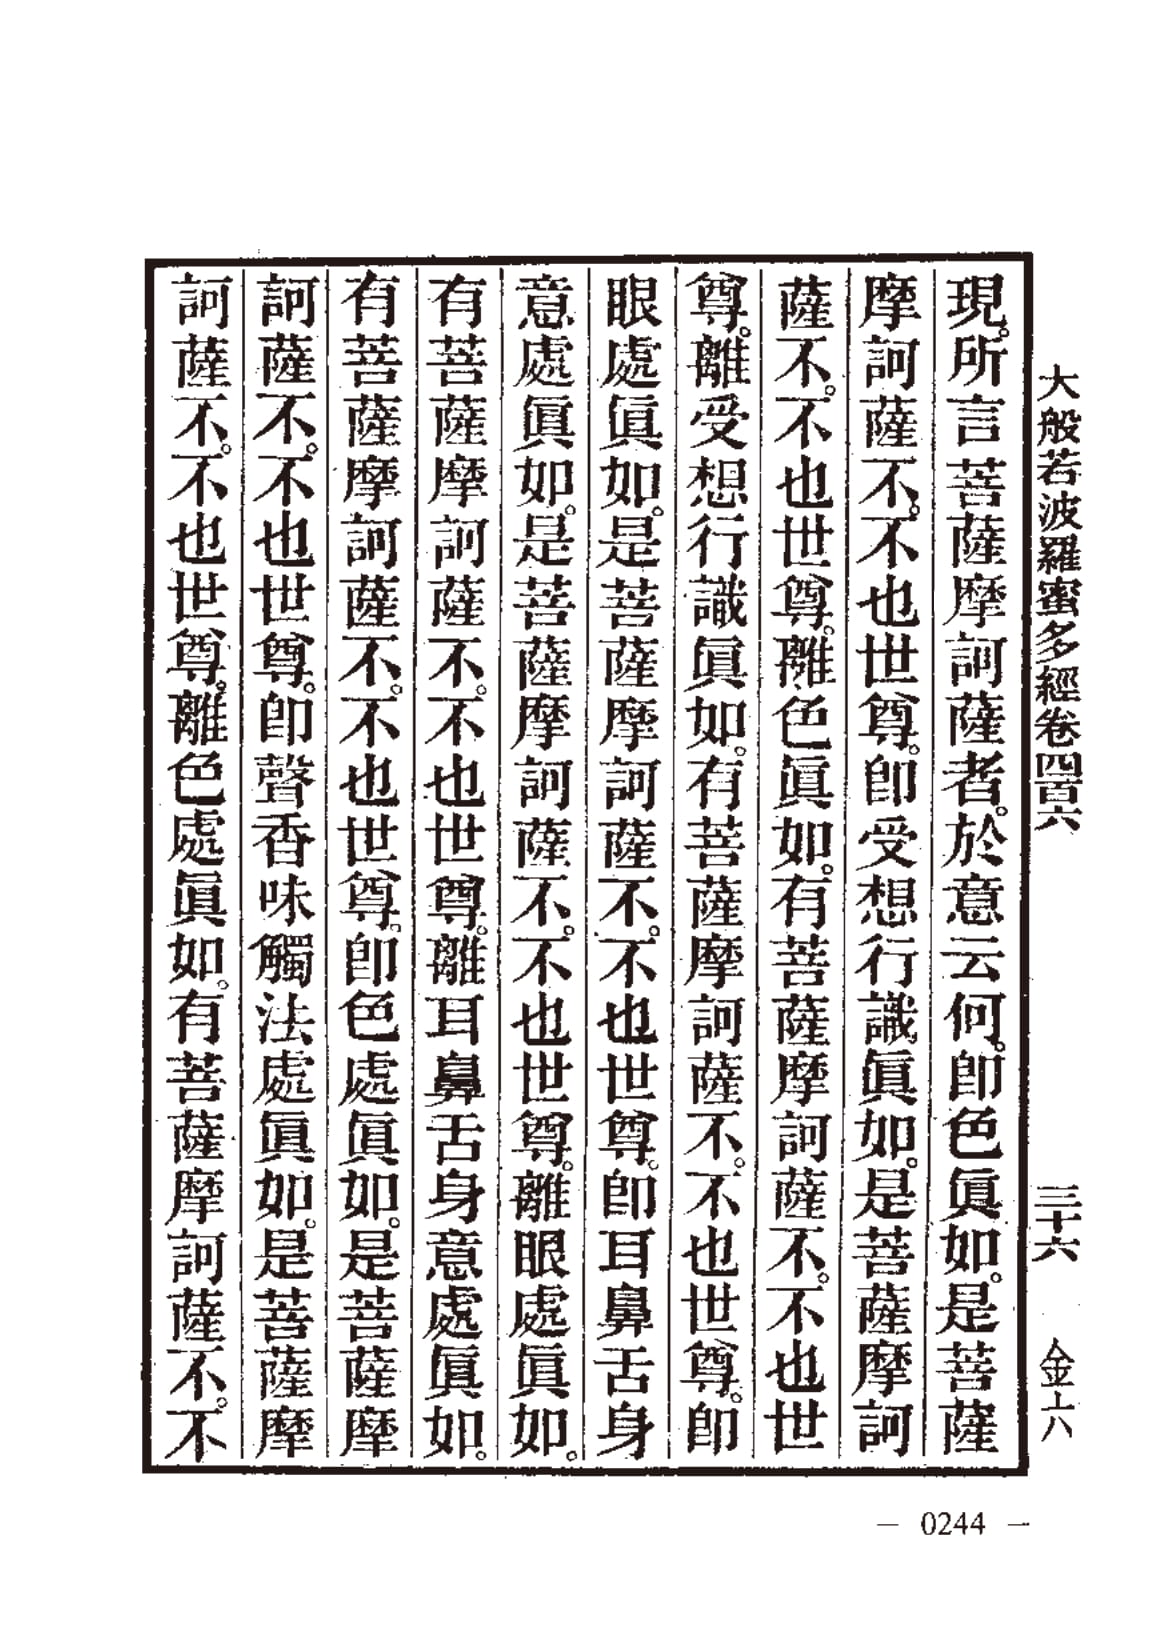 大般若波羅蜜多經卷四百六　三十六　金六
現。所言菩薩摩訶薩者。於意云何。卽色眞如。是菩薩
摩訶薩不。不也世尊。卽受想行識眞如。是菩薩摩訶
薩不。不也世尊。離色眞如。有菩薩摩訶薩不。不也世
尊。離受想行識眞如。有菩薩摩訶薩不。不也世尊。卽
眼處眞如。是菩薩摩訶薩不。不也世尊。卽耳鼻舌身
意處眞如。是菩薩摩訶薩不。不也世尊。離眼處眞如。
有菩薩摩訶薩不。不也世尊。離耳鼻舌身意處眞如。
有菩薩摩訶薩不。不也世尊。卽色處眞如。是菩薩摩
訶薩不。不也世尊。卽聲香味觸法處眞如。是菩薩摩
訶薩不。不也世尊。離色處眞如。有菩薩摩訶薩不。不
— 0244 —